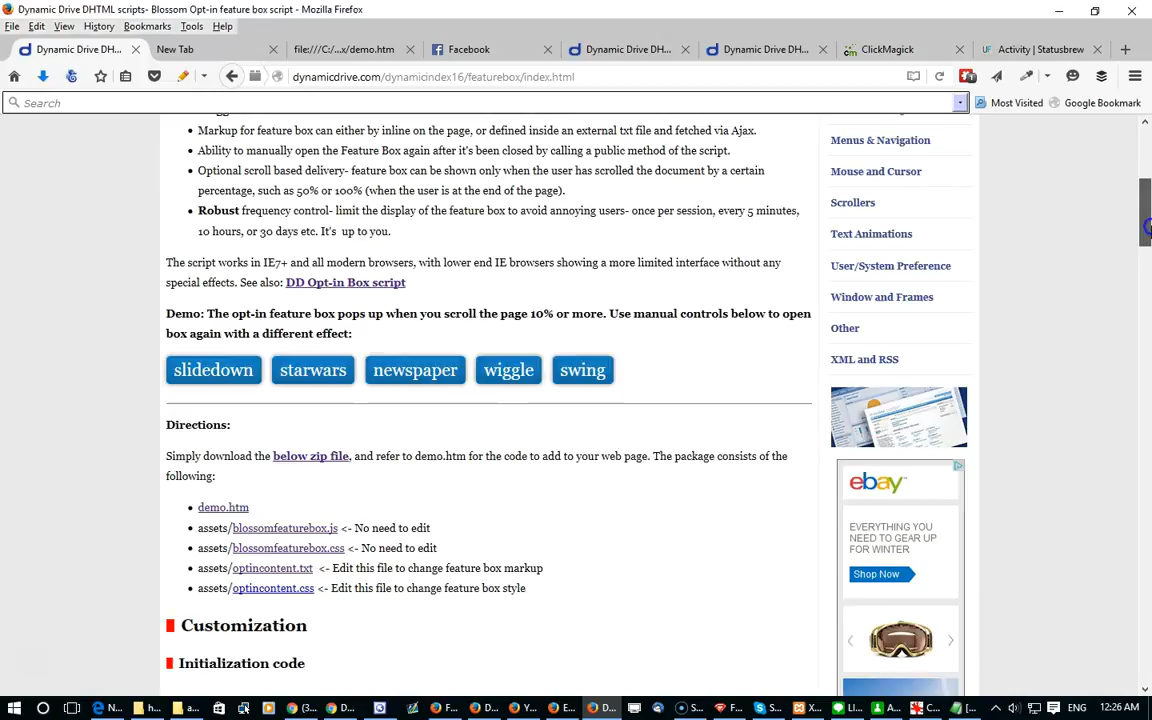 Dynamic Drive DHTML scripts- Blossom Opt-in feature box script - Mozilla Firefox
File Edit View History Bookmarks Tools Help
Dynamic Drive DH...
New Tab
file:///C:/...x/demo.htm
Facebook
Dynamic Drive DH...
Dynamic Drive DH...
ClickMagick
Activity | Statusbrew
dynamicdrive.com/dynamicindex16/featurebox/index.html
Search
Most Visited
Google Bookmark
Markup for feature box can either by inline on the page, or defined inside an external txt file and fetched via Ajax.
Ability to manually open the Feature Box again after it's been closed by calling a public method of the script.
Optional scroll based delivery- feature box can be shown only when the user has scrolled the document by a certain
percentage, such as 50% or 100% (when the user is at the end of the page).
Robust frequency control- limit the display of the feature box to avoid annoying users- once per session, every 5 minutes,
10 hours, or 30 days etc. It's up to you.
The script works in IE7+ and all modern browsers, with lower end IE browsers showing a more limited interface without any
special effects. See also: DD Opt-in Box script
Demo: The opt-in feature box pops up when you scroll the page 10% or more. Use manual controls below to open
box again with a different effect:
slidedown
starwars
newspaper
wiggle
swing
Directions:
Simply download the below zip file, and refer to demo.htm for the code to add to your web page. The package consists of the
following:
demo.htm
assets/blossomfeaturebox.js <- No need to edit
assets/blossomfeaturebox.css <- No need to edit
assets/optincontent.txt <- Edit this file to change feature box markup
assets/optincontent.css <- Edit this file to change feature box style
Customization
Initialization code
Menus & Navigation
Mouse and Cursor
Scrollers
Text Animations
User/System Preference
Window and Frames
Other
XML and RSS
ebay
EVERYTHING YOU
NEED TO GEAR UP
FOR WINTER
Shop Now
N...
h...
a...
(3...
D...
F...
D...
Y...
E...
D...
S...
F...
S...
X...
Ll...
A...
C...
[...
ENG
12:26 AM